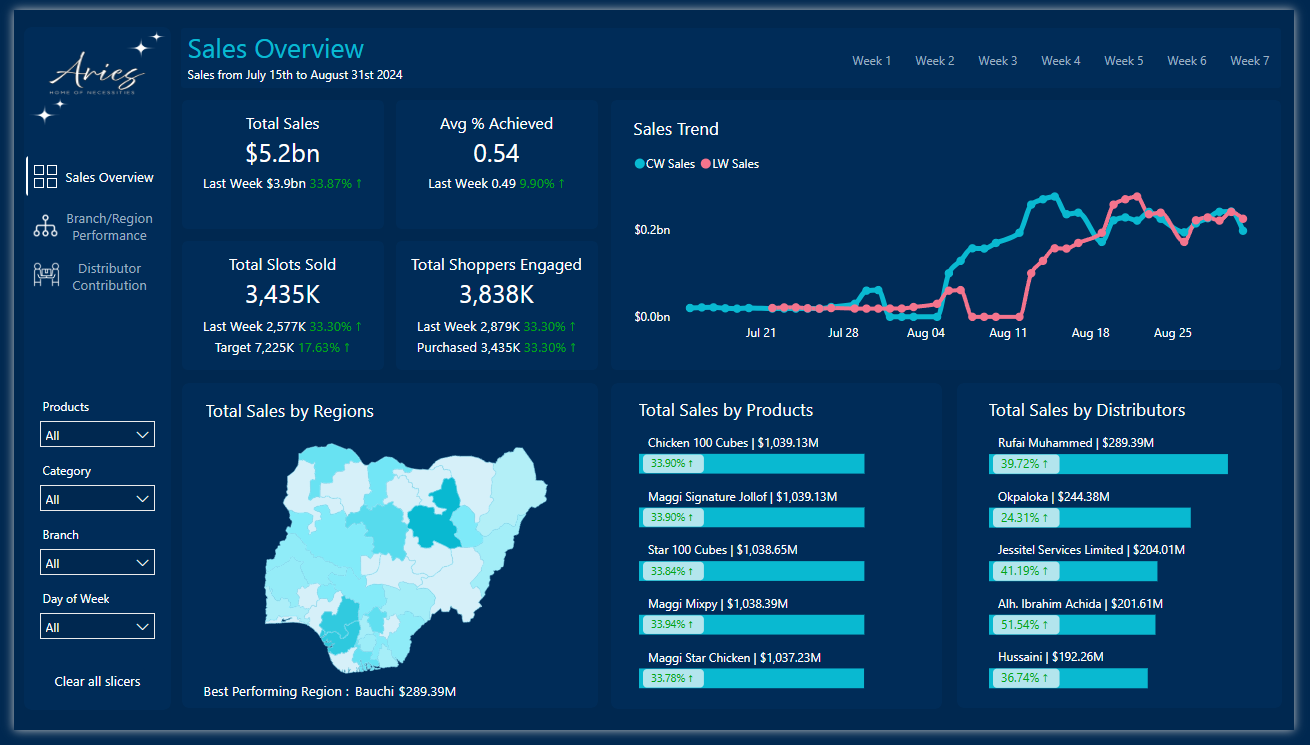 Aries
HOME OF NECESSITIES
Sales Overview
Sales from July 15th to August 31st 2024
Week 1 Week 2 Week 3 Week 4 Week 5 Week 6 Week 7
Sales Overview
Branch/Region
Performance
Distributor
Contribution
Products
All
Category
All
Branch
All
Day of Week
All
Clear all slicers
Total Sales
$5.2bn
Last Week $3.9bn 33.87% ↑
Avg % Achieved
0.54
Last Week 0.49 9.90% ↑
Total Slots Sold
3,435K
Last Week 2,577K 33.30% ↑
Target 7,225K 17.63% ↑
Total Shoppers Engaged
3,838K
Last Week 2,879K 33.30% ↑
Purchased 3,435K 33.30% ↑
Sales Trend
CW Sales LW Sales
$0.2bn
$0.0bn
Jul 21 Jul 28 Aug 04 Aug 11 Aug 18 Aug 25
Total Sales by Regions
Best Performing Region : Bauchi $289.39M
Total Sales by Products
Chicken 100 Cubes | $1,039.13M
33.90% ↑
Maggi Signature Jollof | $1,039.13M
33.90% ↑
Star 100 Cubes | $1,038.65M
33.84% ↑
Maggi Mixpy | $1,038.39M
33.94% ↑
Maggi Star Chicken | $1,037.23M
33.78% ↑
Total Sales by Distributors
Rufai Muhammed | $289.39M
39.72% ↑
Okpaloka | $244.38M
24.31% ↑
Jessitel Services Limited | $204.01M
41.19% ↑
Alh. Ibrahim Achida | $201.61M
51.54% ↑
Hussaini | $192.26M
36.74% ↑